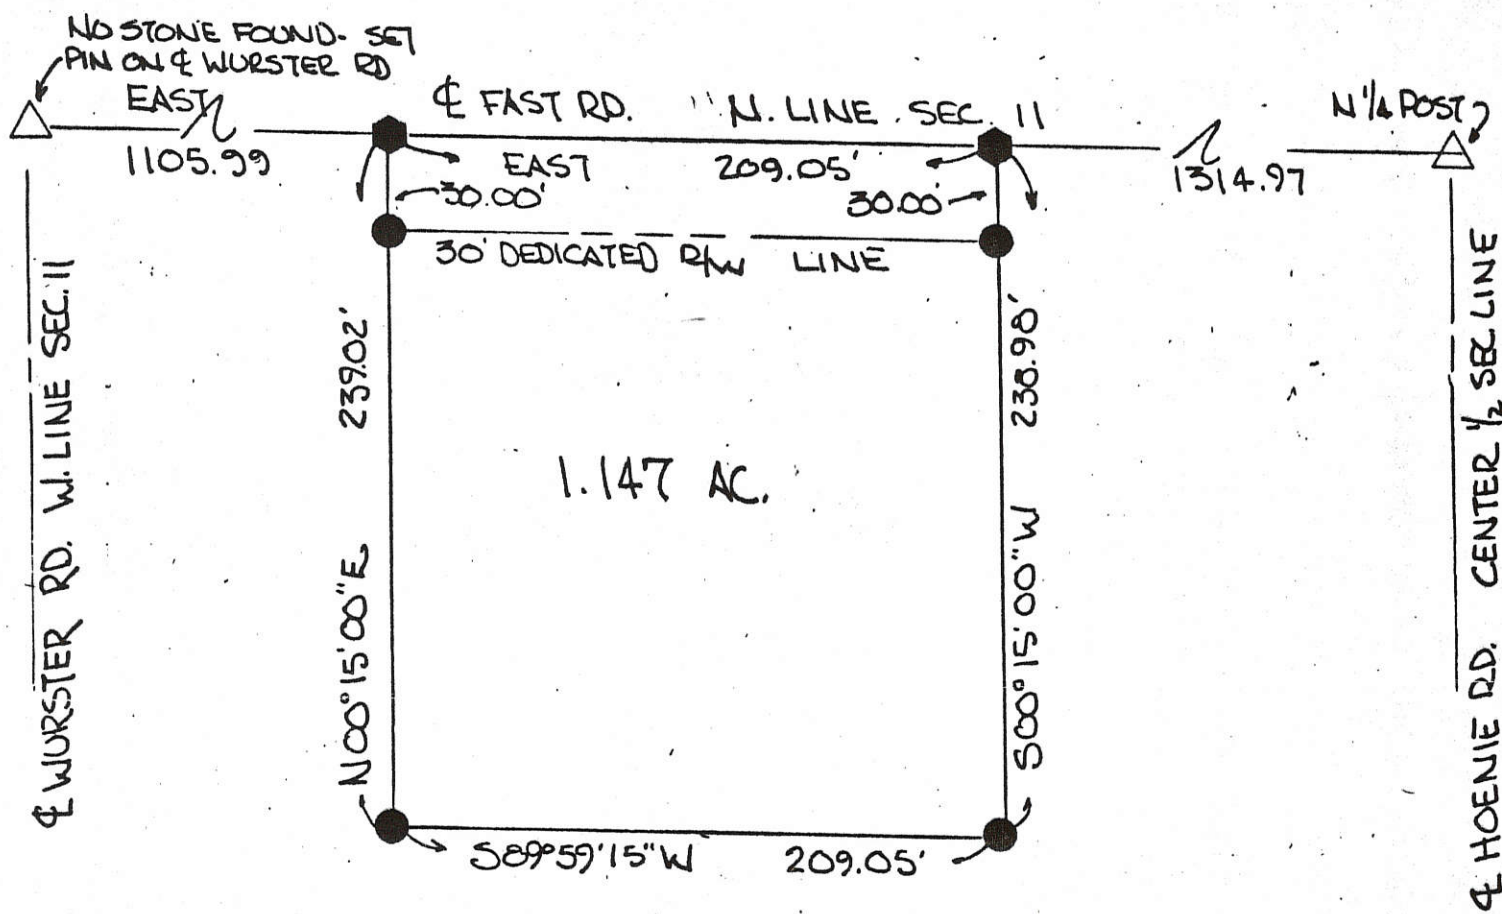 NO STONE FOUND- SET
PIN ON ℄ WURSTER RD
EAST
1105.99
℄ FAST RD. " N. LINE . SEC. 11
N 1/4 POST
EAST 209.05'
1314.97
30.00'
30.00'
30' DEDICATED R/W LINE
239.02'
238.98'
1.147 AC.
N00°15'00"E
S00°15'00"W
S89°59'15"W 209.05'
℄ WURSTER RD. W. LINE SEC. 11
℄ HOENIE RD. CENTER 1/2 SEC LINE